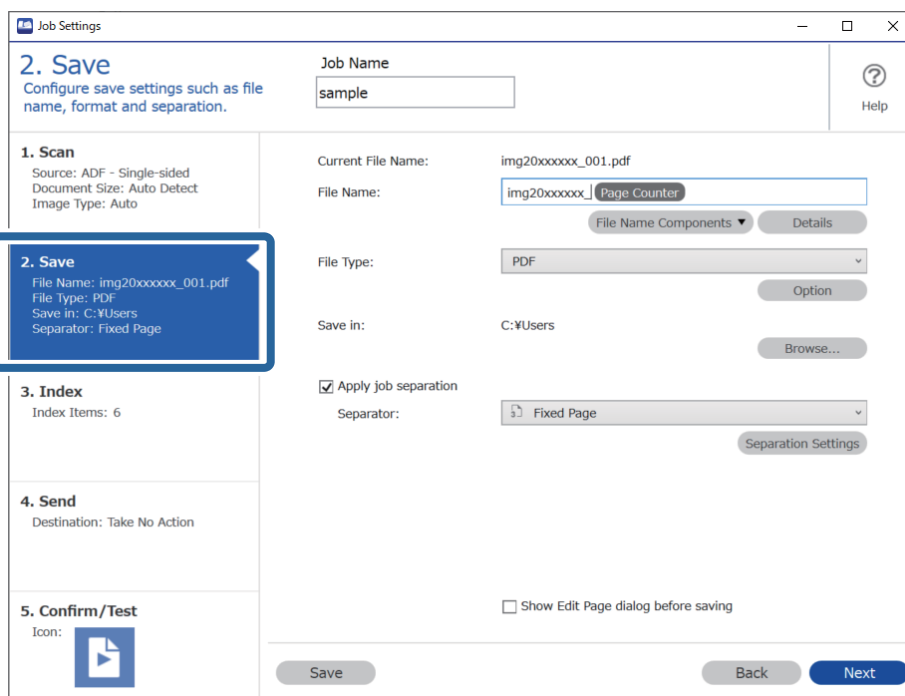 Job Settings
2. Save
Configure save settings such as file
name, format and separation.
Job Name
sample
Help
1. Scan
Source: ADF - Single-sided
Document Size: Auto Detect
Image Type: Auto
2. Save
File Name: img20xxxxxx_001.pdf
File Type: PDF
Save in: C:¥Users
Separator: Fixed Page
3. Index
Index Items: 6
4. Send
Destination: Take No Action
5. Confirm/Test
Icon:
Current File Name: img20xxxxxx_001.pdf
File Name: img20xxxxxx_ Page Counter
File Name Components ▼ Details
File Type: PDF
Option
Save in: C:¥Users
Browse...
Apply job separation
Separator: 3 Fixed Page
Separation Settings
Show Edit Page dialog before saving
Save Back Next